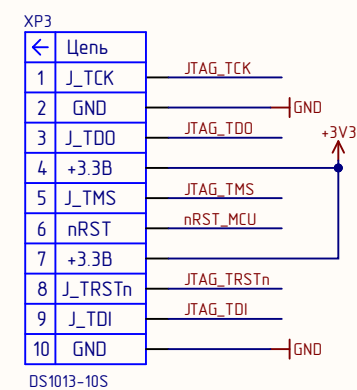 XP3
← Цепь
1 J_TCK JTAG_TCK
2 GND GND
3 J_TDO JTAG_TDO
+3V3
4 +3.3В
5 J_TMS JTAG_TMS
6 nRST nRST_MCU
7 +3.3В
8 J_TRSTn JTAG_TRSTn
9 J_TDI JTAG_TDI
10 GND GND
DS1013-10S